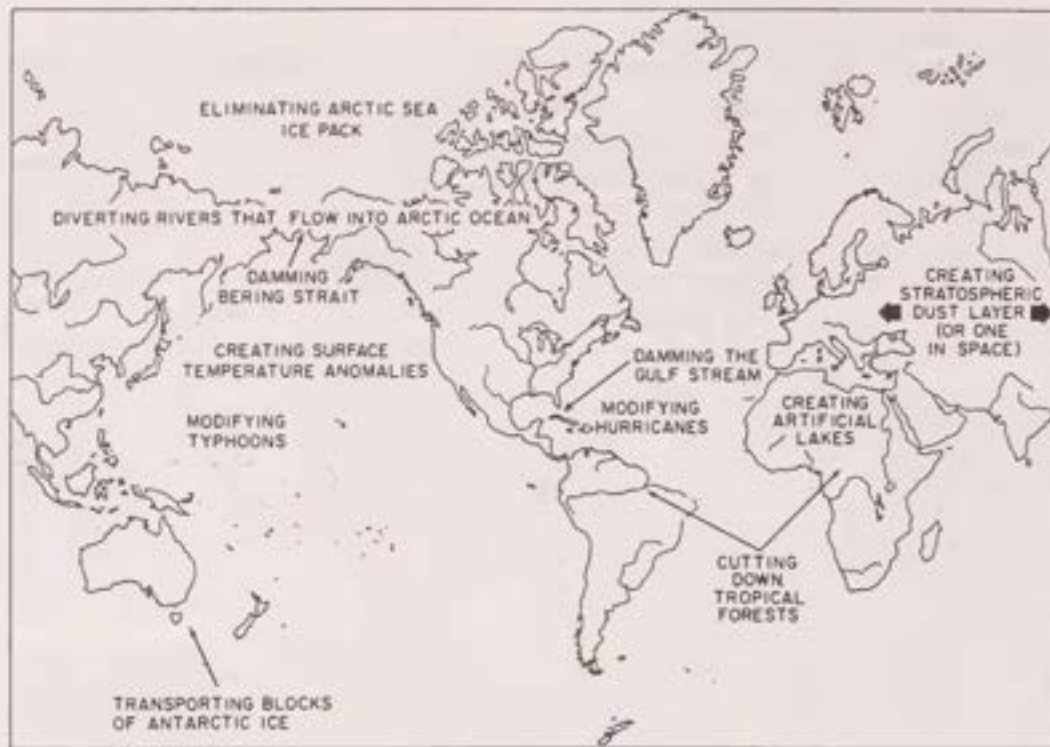 ELIMINATING ARCTIC SEA
ICE PACK
DIVERTING RIVERS THAT FLOW INTO ARCTIC OCEAN
DAMMING
BERING STRAIT
CREATING
STRATOSPHERIC
DUST LAYER
(OR ONE
IN SPACE)
CREATING SURFACE
TEMPERATURE ANOMALIES
DAMMING THE
GULF STREAM
MODIFYING
TYPHOONS
MODIFYING
HURRICANES
CREATING
ARTIFICIAL
LAKES
CUTTING
DOWN
TROPICAL
FORESTS
TRANSPORTING BLOCKS
OF ANTARCTIC ICE